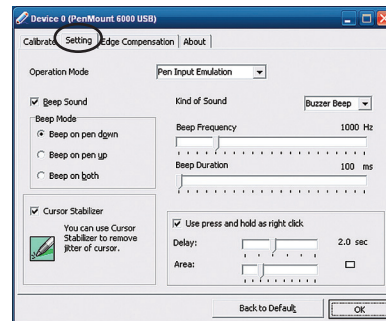 Device 0 (PenMount 6000 USB)
Calibrate Setting Edge Compensation About
Operation Mode Pen Input Emulation
Beep Sound Kind of Sound Buzzer Beep
Beep Mode
Beep on pen down
Beep on pen up
Beep on both
Beep Frequency 1000 Hz
Beep Duration 100 ms
Cursor Stabilizer
You can use Cursor
Stabilizer to remove
jitter of cursor.
Use press and hold as right click
Delay: 2.0 sec
Area:
Back to Default OK